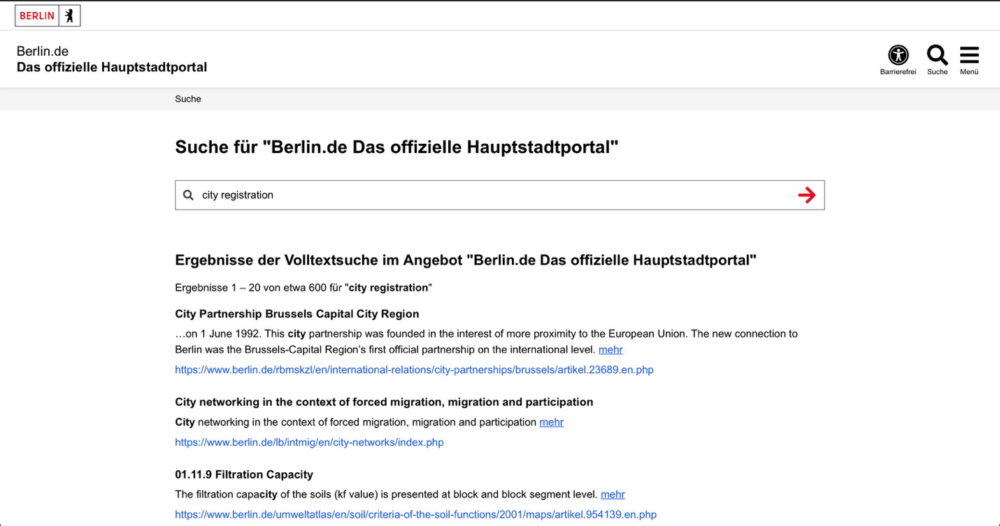 BERLIN
Berlin.de
Das offizielle Hauptstadtportal
Barrierefrei
Suche
Menü
Suche
Suche für "Berlin.de Das offizielle Hauptstadtportal"
city registration
Ergebnisse der Volltextsuche im Angebot "Berlin.de Das offizielle Hauptstadtportal"
Ergebnisse 1 – 20 von etwa 600 für "city registration"
City Partnership Brussels Capital City Region
…on 1 June 1992. This city partnership was founded in the interest of more proximity to the European Union. The new connection to
Berlin was the Brussels-Capital Region's first official partnership on the international level. mehr
https://www.berlin.de/rbmskzl/en/international-relations/city-partnerships/brussels/artikel.23689.en.php
City networking in the context of forced migration, migration and participation
City networking in the context of forced migration, migration and participation mehr
https://www.berlin.de/lb/intmig/en/city-networks/index.php
01.11.9 Filtration Capacity
The filtration capacity of the soils (kf value) is presented at block and block segment level. mehr
https://www.berlin.de/umweltatlas/en/soil/criteria-of-the-soil-functions/2001/maps/artikel.954139.en.php